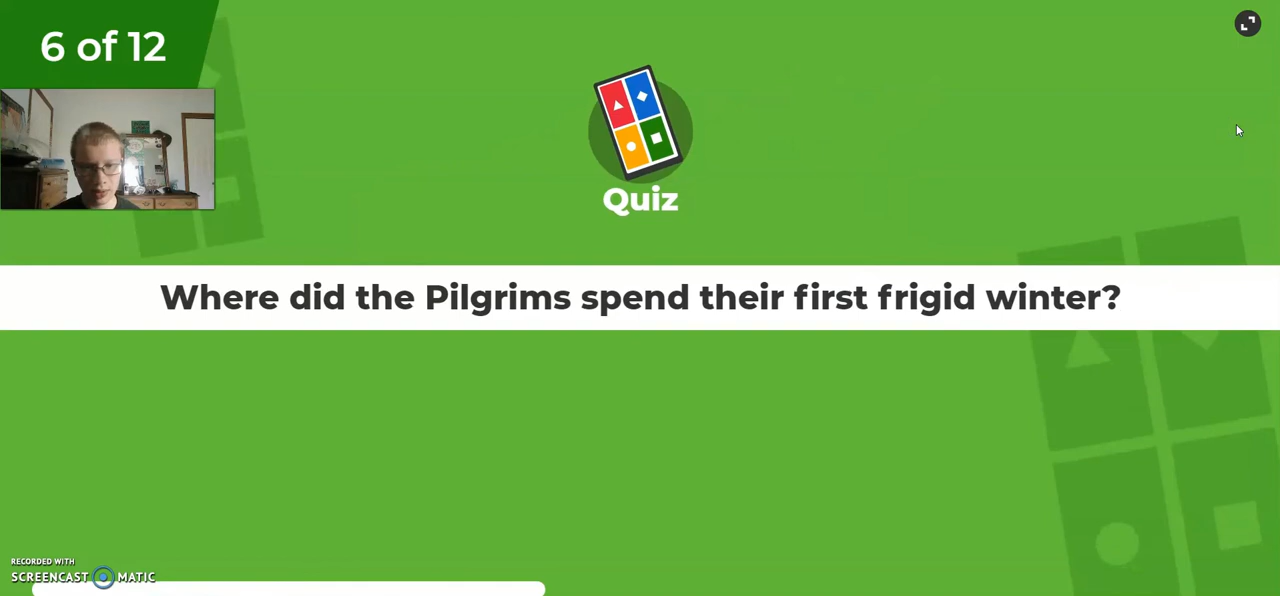 6 of 12
Quiz
Where did the Pilgrims spend their first frigid winter?
RECORDED WITH
SCREENCAST MATIC